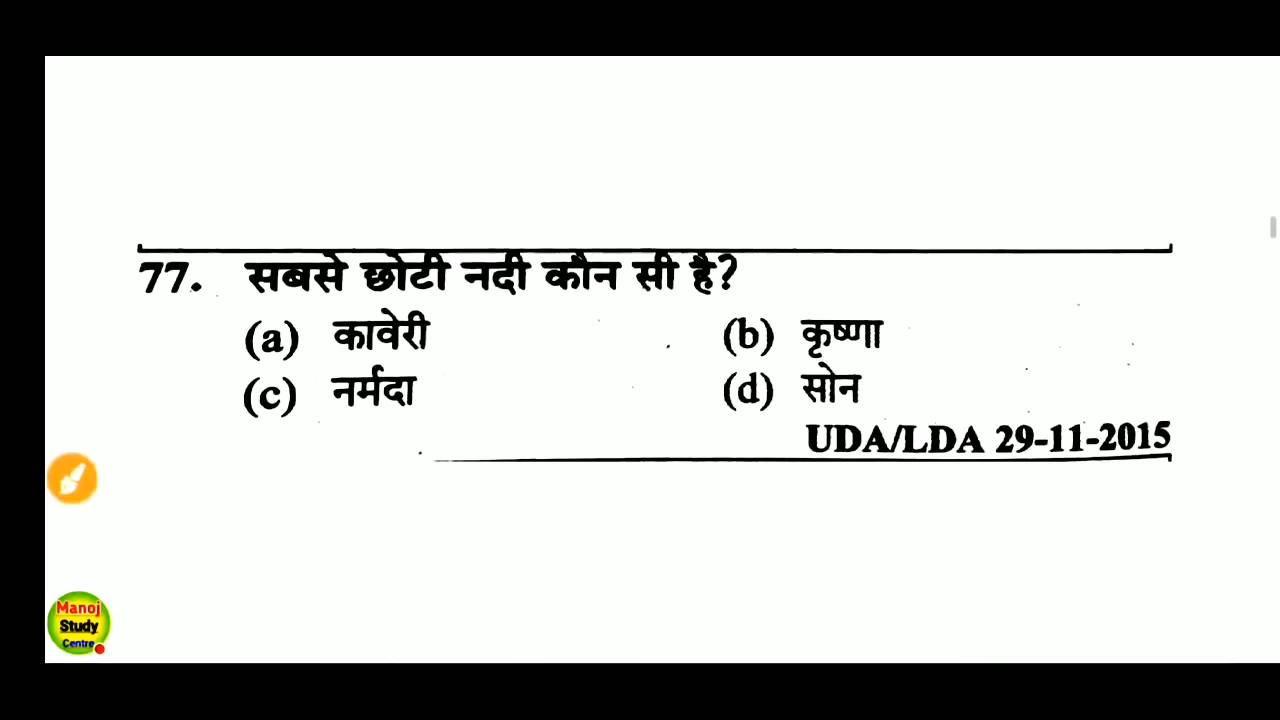 77. सबसे छोटी नदी कौन सी है?
(a) कावेरी (b) कृष्णा
(c) नर्मदा (d) सोन
UDA/LDA 29-11-2015
Manoj
Study
Centre